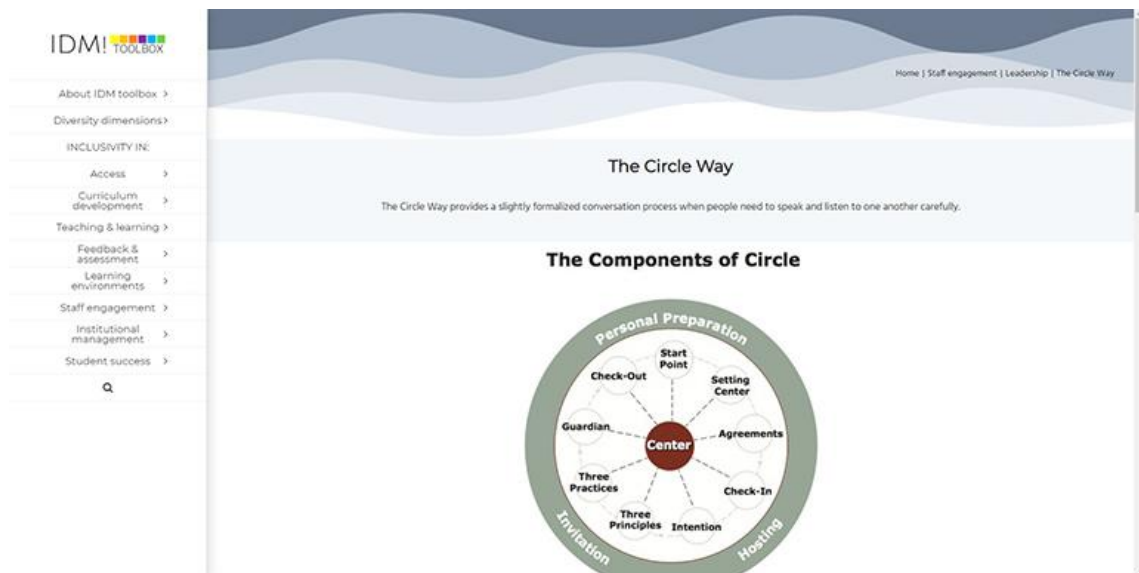 IDM! TOOLBOX
About IDM toolbox >
Diversity dimensions >
INCLUSIVITY IN:
Access >
Curriculum
development >
Teaching & learning >
Feedback &
assessment >
Learning
environments >
Staff engagement >
Institutional
management >
Student success >
Home | Staff engagement | Leadership | The Circle Way
The Circle Way
The Circle Way provides a slightly formalized conversation process when people need to speak and listen to one another carefully.
The Components of Circle
Personal Preparation
Start
Point
Setting
Center
Agreements
Check-In
Intention
Three
Principles
Three
Practices
Guardian
Check-Out
Center
Invitation
Hosting